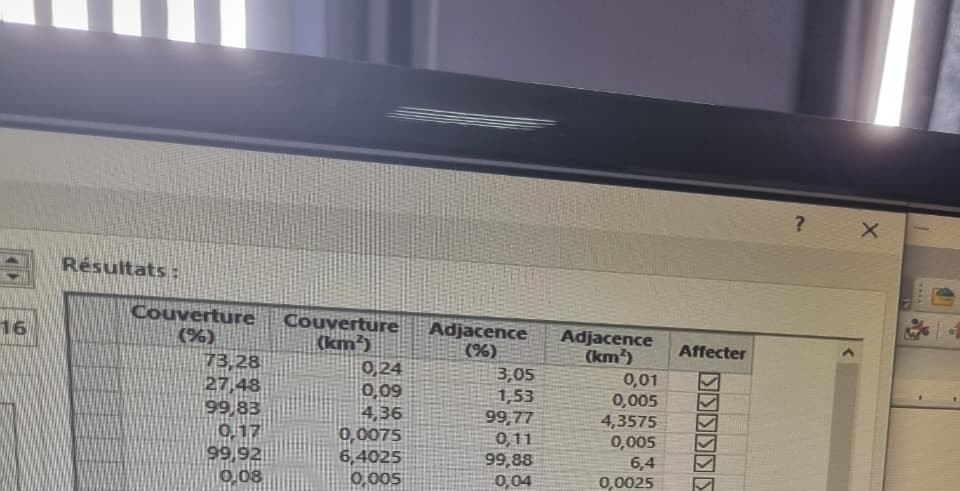 ?
Résultats :
16
Couverture (%) Couverture (km²) Adjacence (%) Adjacence (km²) Affecter
73,28 0,24 3,05 0,01
27,48 0,09 1,53 0,005
99,83 4,36 99,77 4,3575
0,17 0,0075 0,11 0,005
99,92 6,4025 99,88 6,4
0,08 0,005 0,04 0,0025